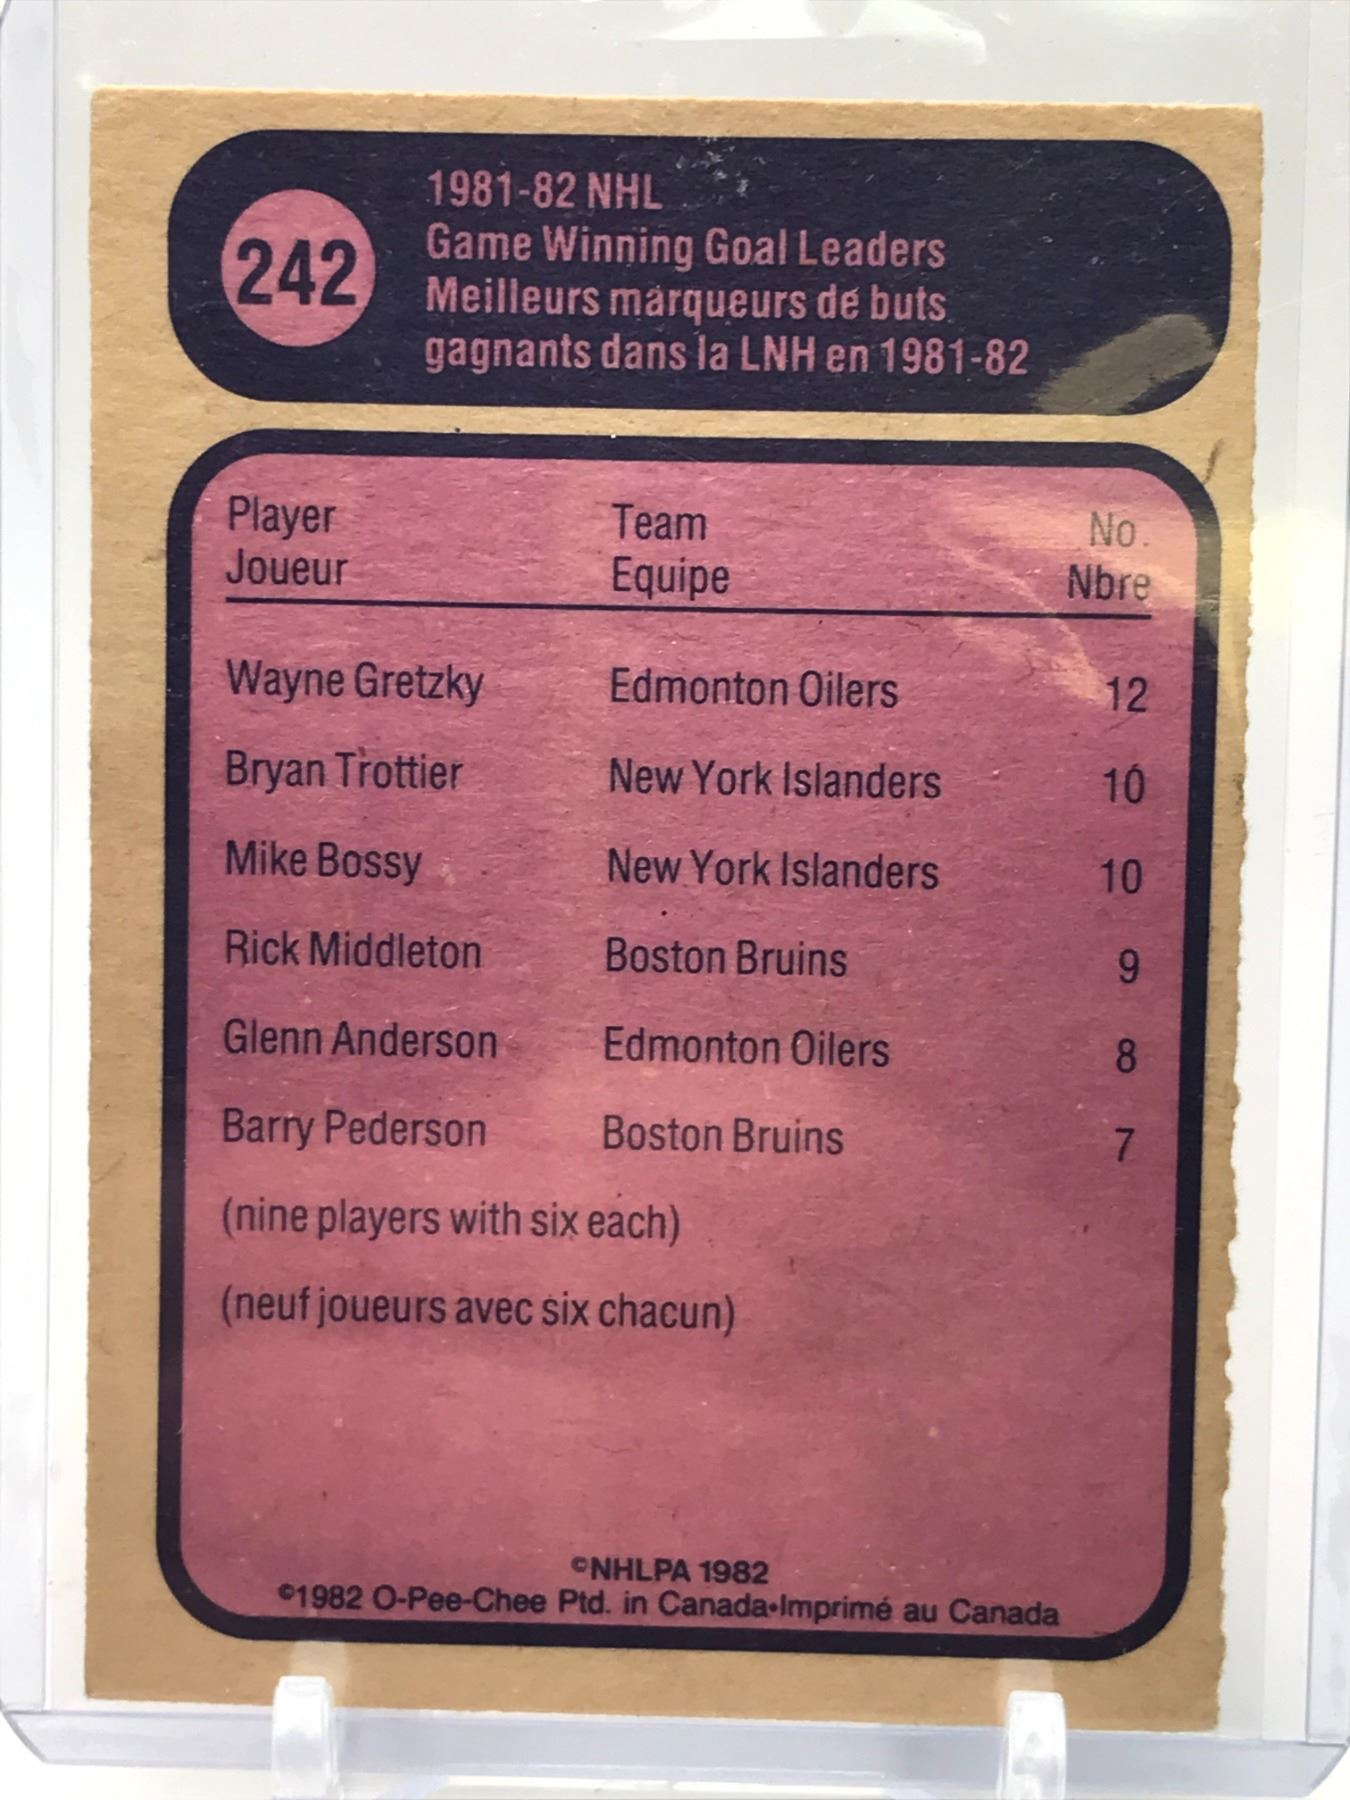 242
1981-82 NHL
Game Winning Goal Leaders
Meilleurs marqueurs de buts
gagnants dans la LNH en 1981-82
Player Team No.
Joueur Equipe Nbre
Wayne Gretzky Edmonton Oilers 12
Bryan Trottier New York Islanders 10
Mike Bossy New York Islanders 10
Rick Middleton Boston Bruins 9
Glenn Anderson Edmonton Oilers 8
Barry Pederson Boston Bruins 7
(nine players with six each)
(neuf joueurs avec six chacun)
©NHLPA 1982
©1982 O-Pee-Chee Ptd. in Canada•Imprimé au Canada